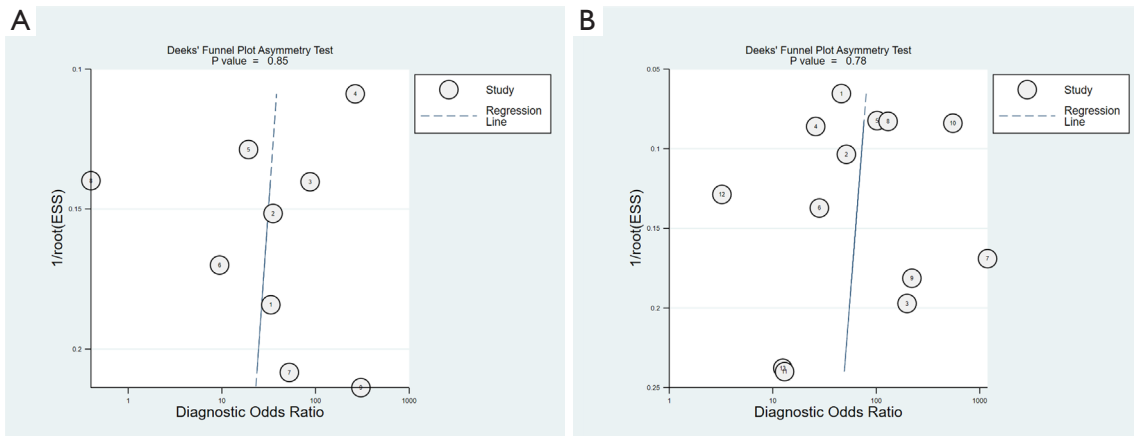 A
Deeks' Funnel Plot Asymmetry Test
P value = 0.85
0.1
0.15
0.2
1/root(ESS)
4
5
8
3
2
6
1
7
9
1
10
100
1000
Diagnostic Odds Ratio
Study
Regression
Line
B
Deeks' Funnel Plot Asymmetry Test
P value = 0.78
0.05
0.1
0.15
0.2
0.25
1/root(ESS)
1
5
8
10
4
2
12
6
7
9
3
11
1
10
100
1000
Diagnostic Odds Ratio
Study
Regression
Line